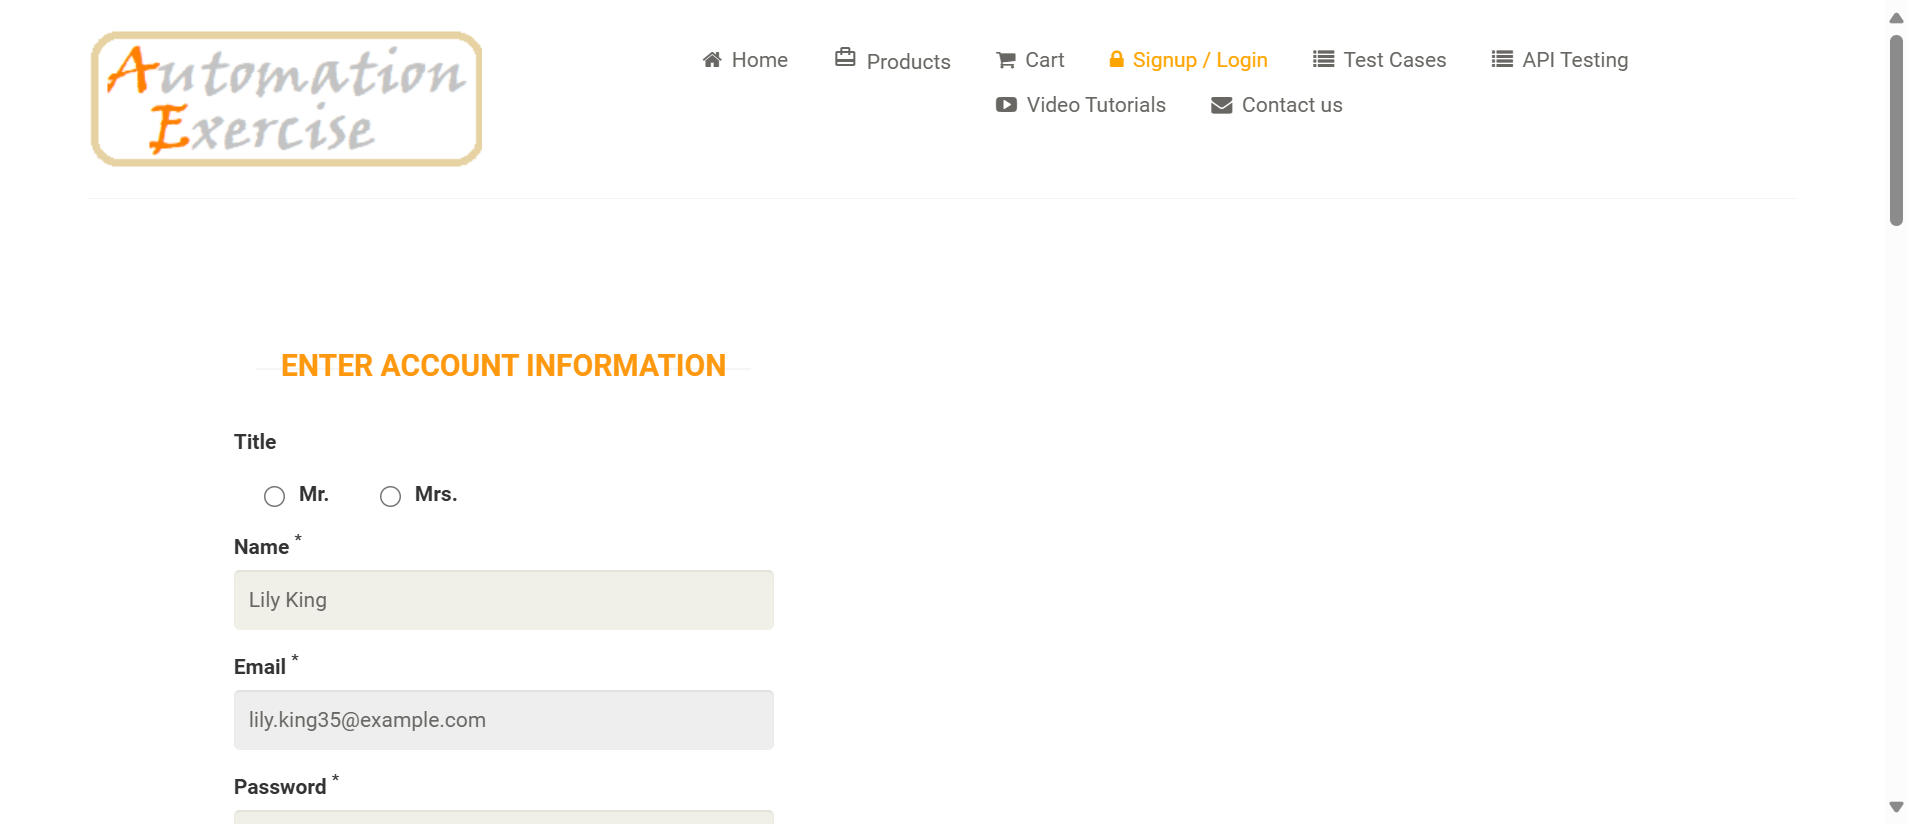 Automation
Exercise
Home
Products
Cart
Signup / Login
Test Cases
API Testing
Video Tutorials
Contact us
ENTER ACCOUNT INFORMATION
Title
Mr.
Mrs.
Name *
Lily King
Email *
lily.king35@example.com
Password *